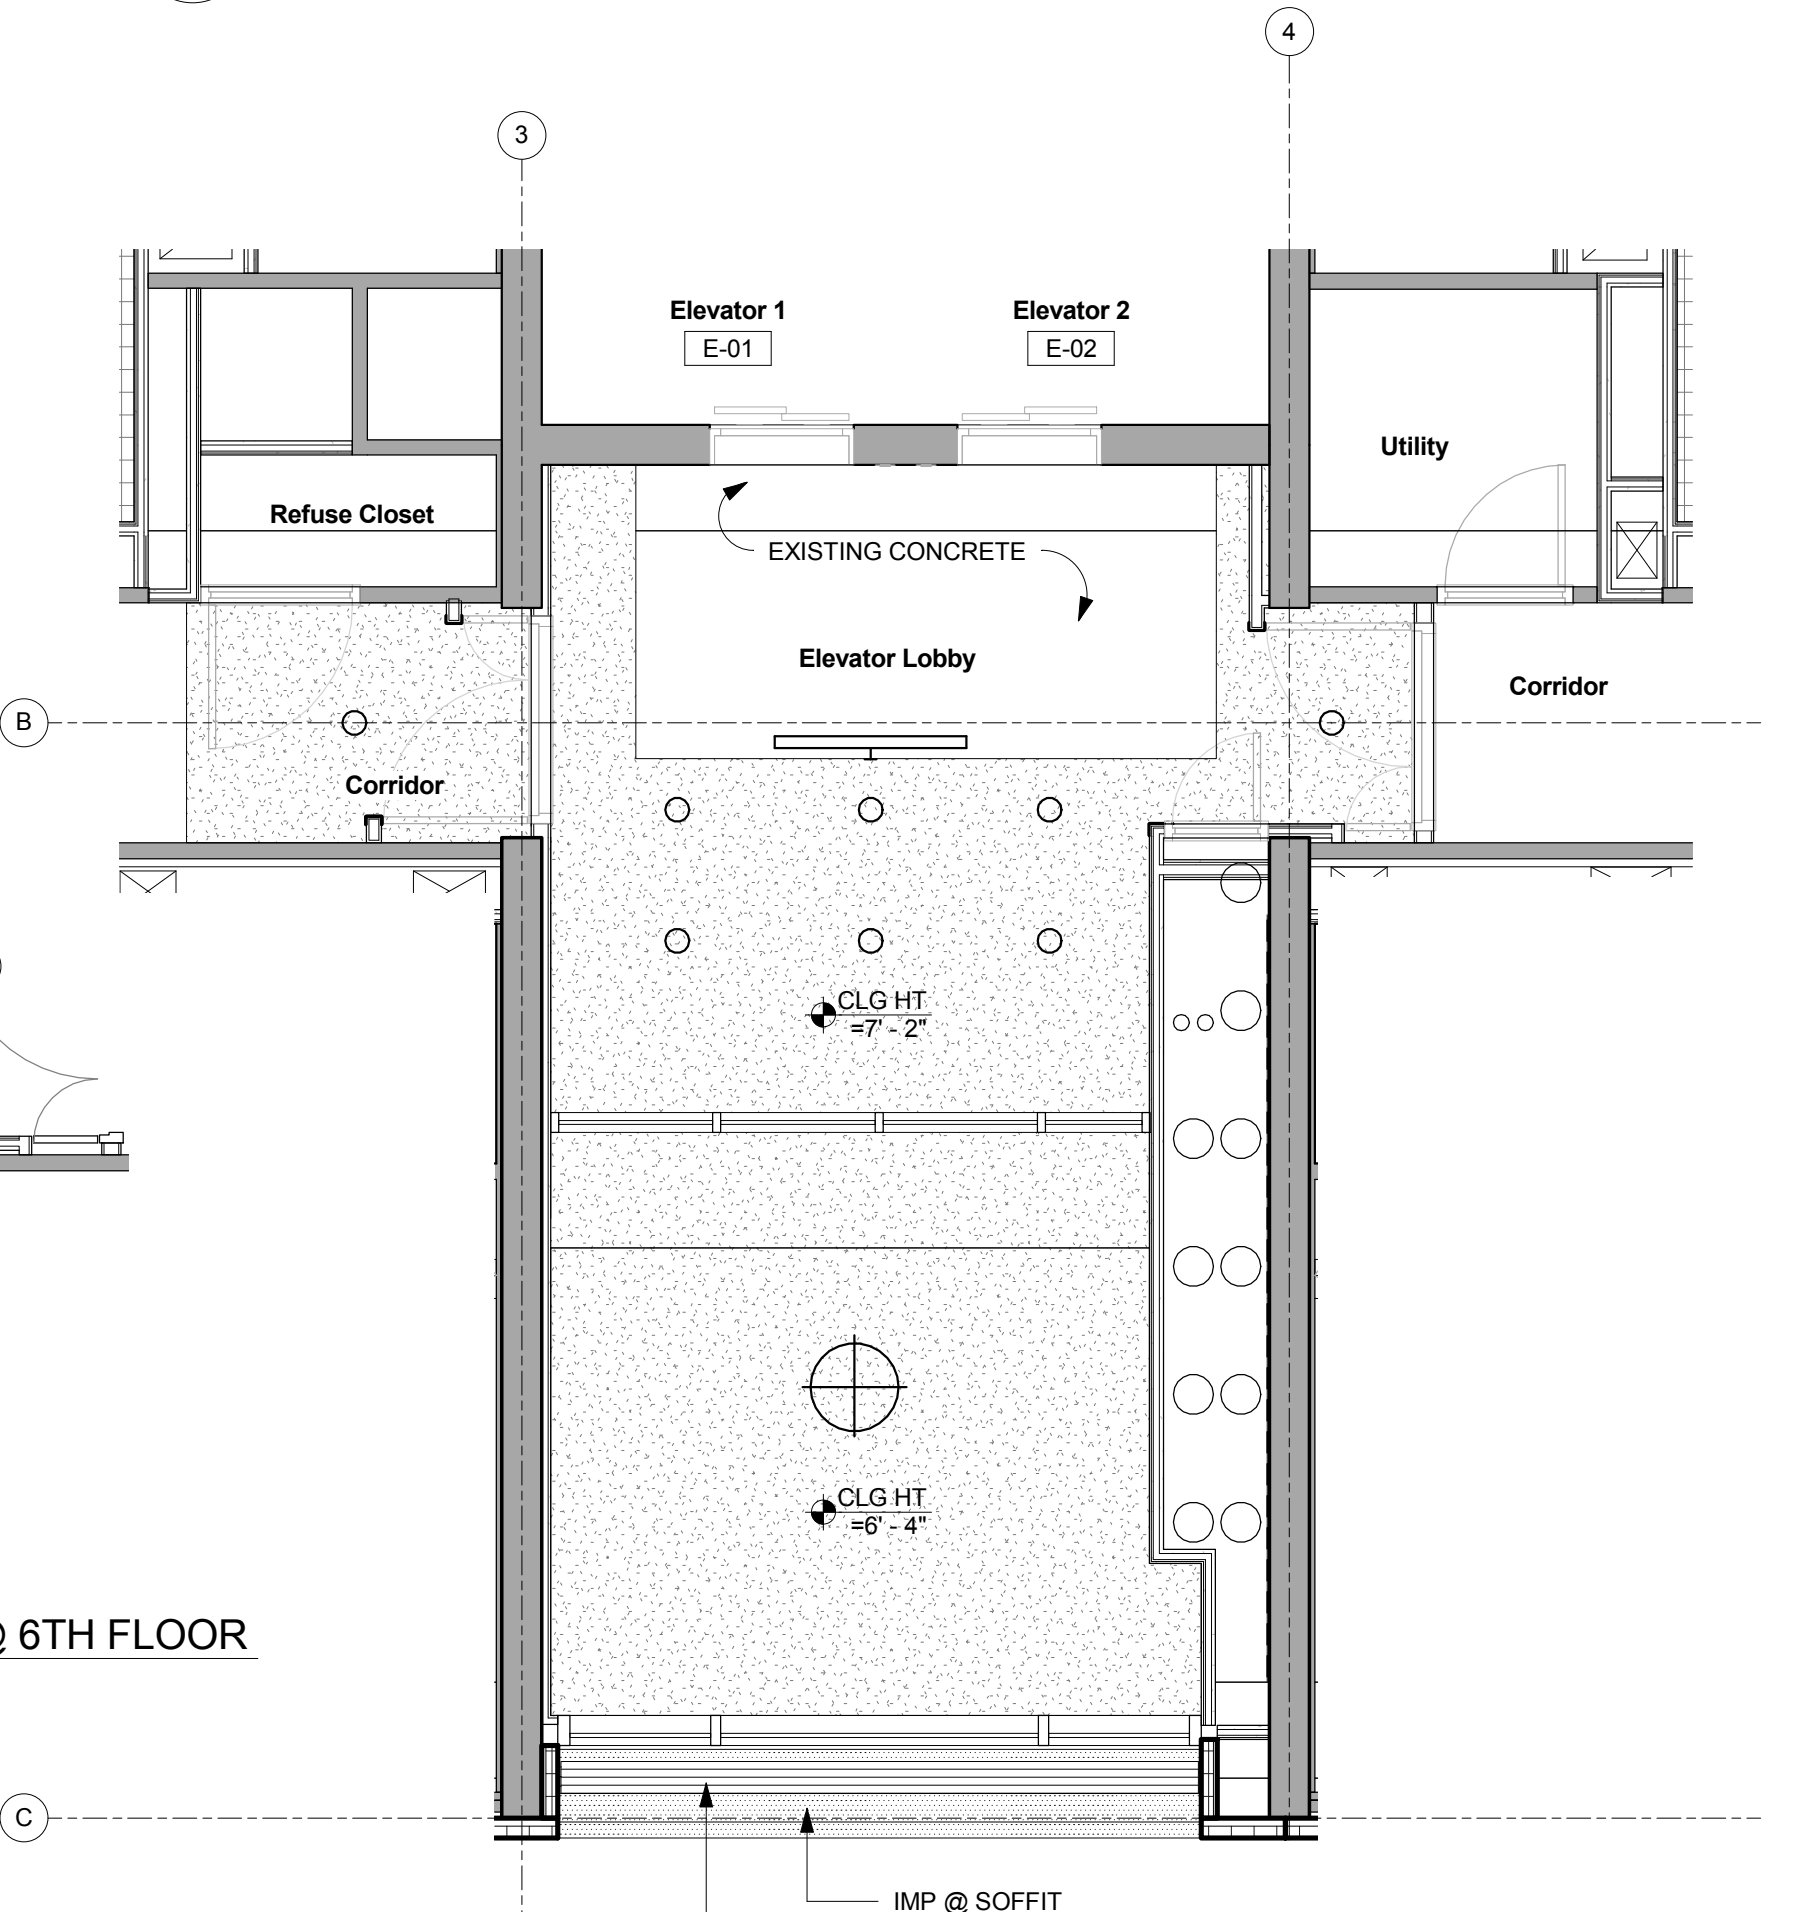 4
3
Elevator 1
Elevator 2
E-01
E-02
Utility
Refuse Closet
EXISTING CONCRETE
Elevator Lobby
Corridor
B
Corridor
CLG HT
=7' - 2"
CLG HT
=6' - 4"
@ 6TH FLOOR
C
IMP @ SOFFIT